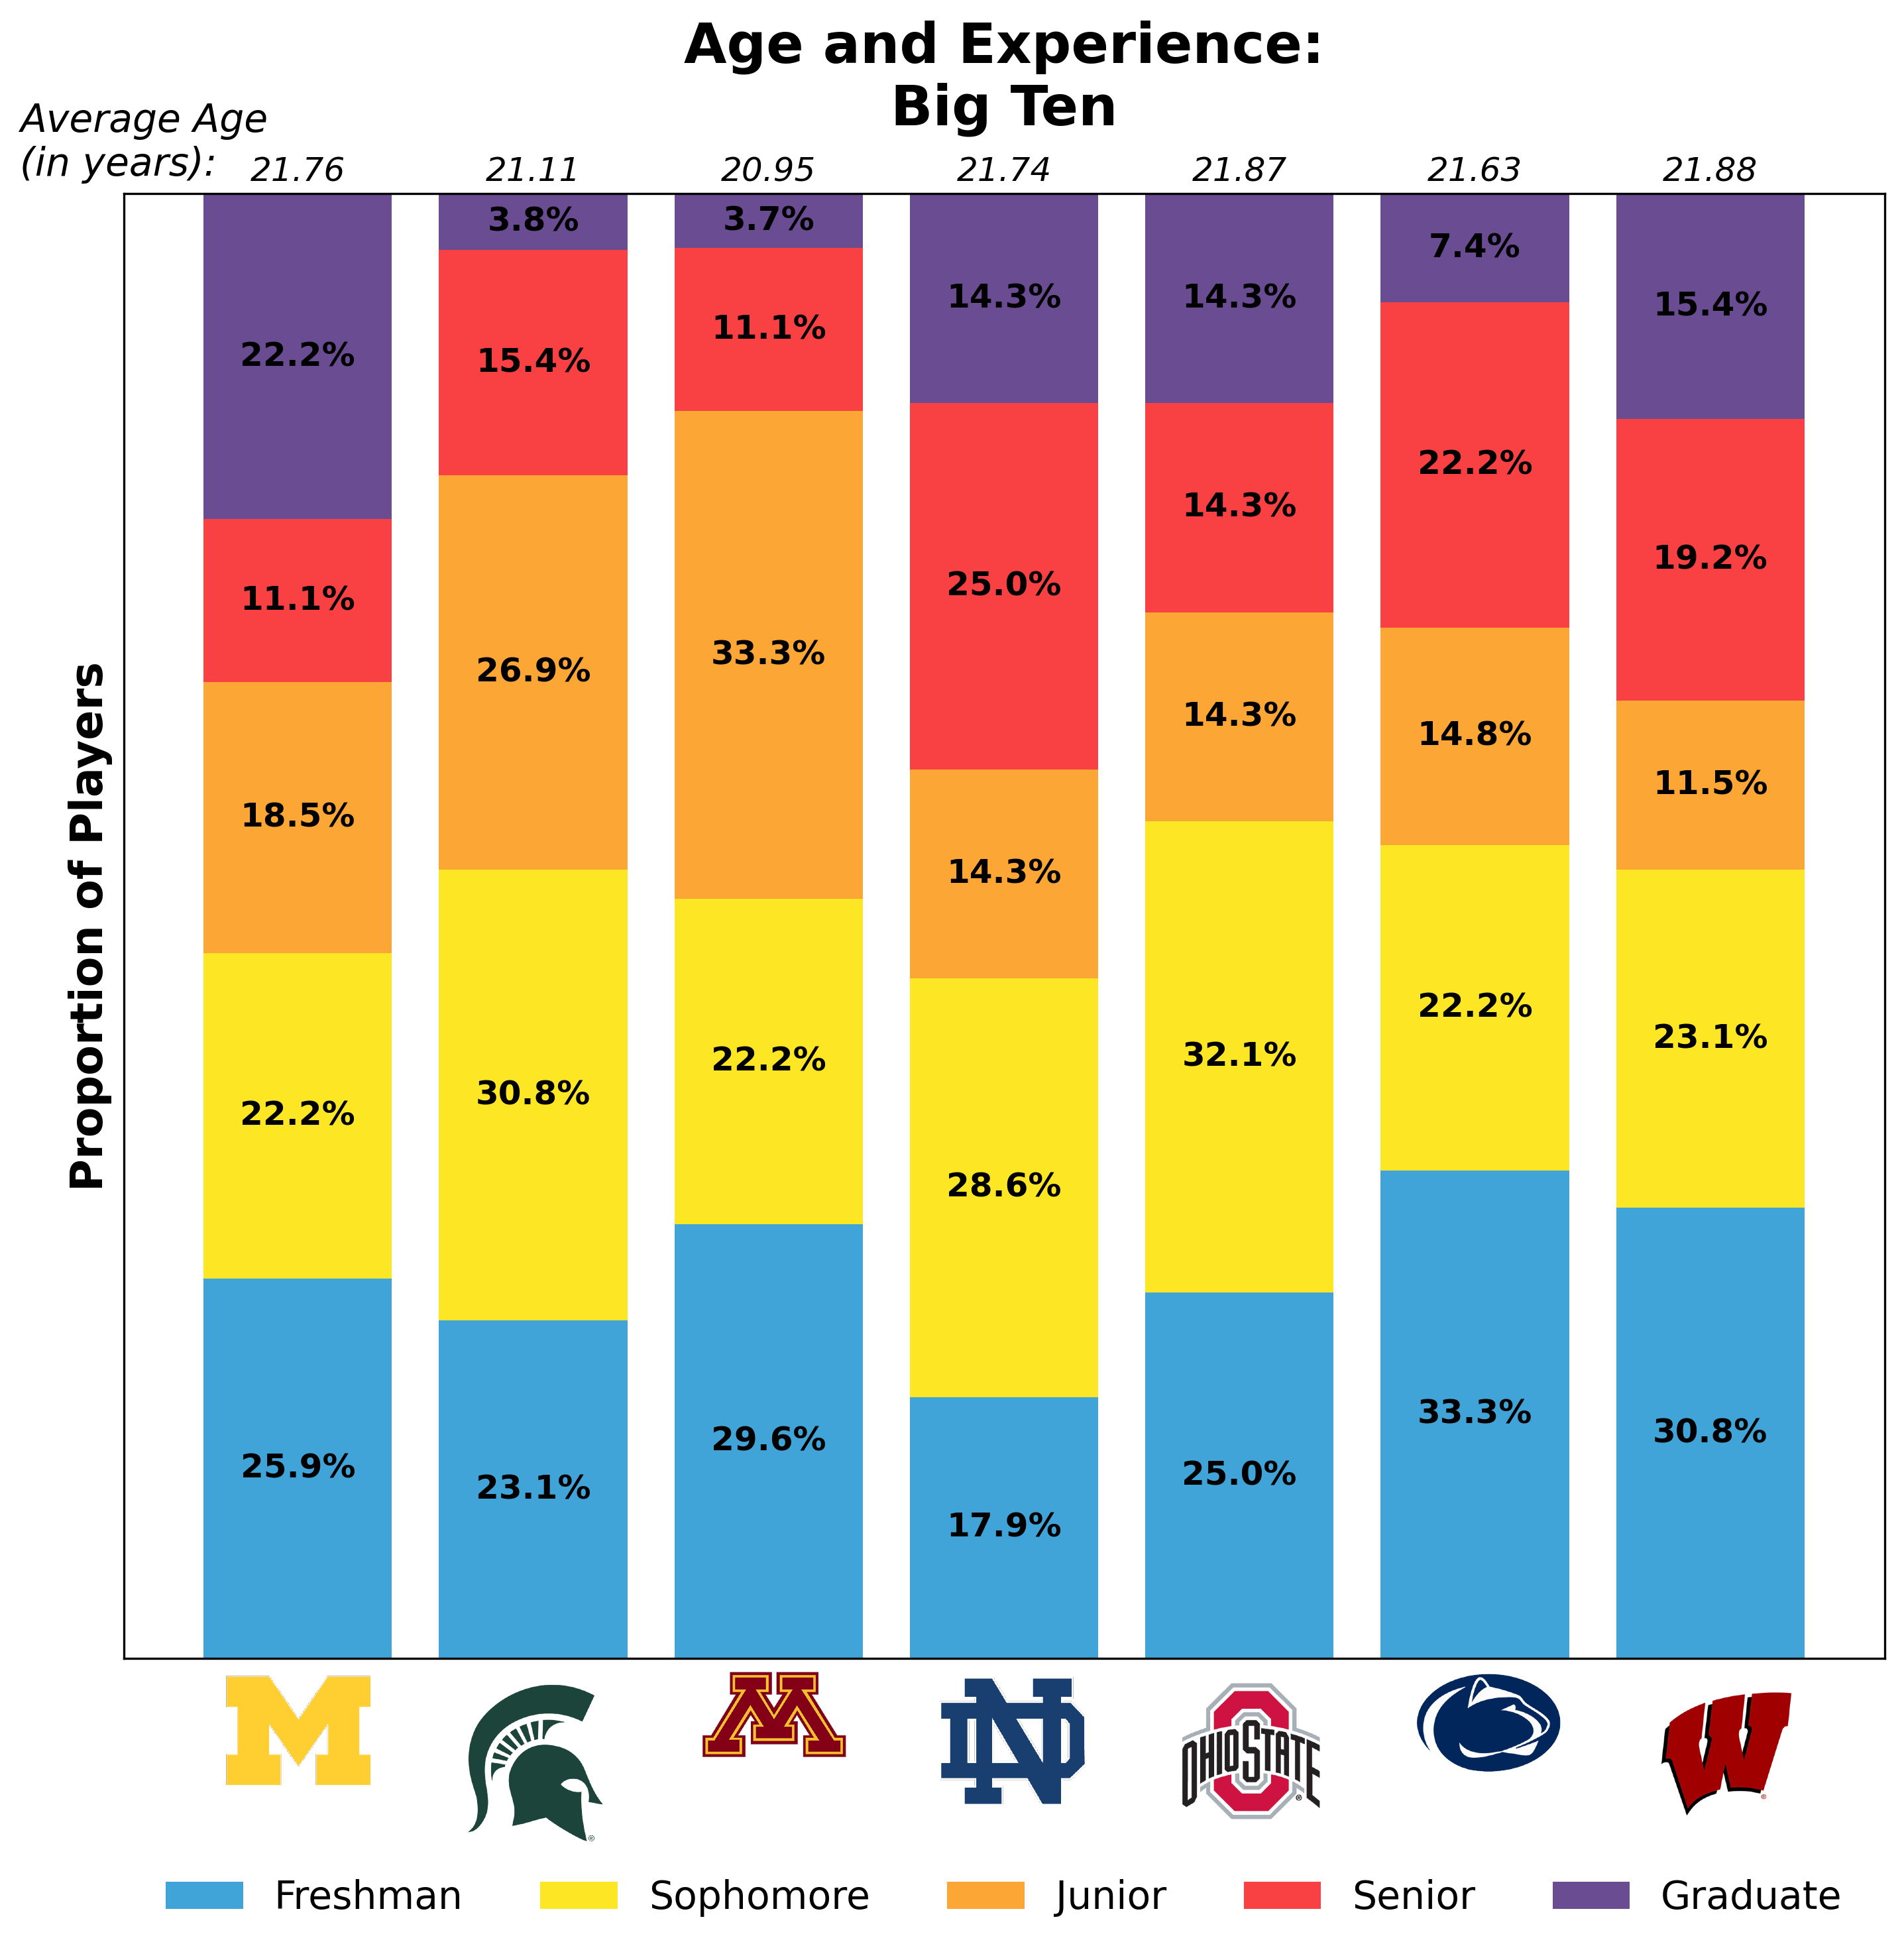 Age and Experience:
Big Ten
Average Age
(in years):
21.76 21.11 20.95 21.74 21.87 21.63 21.88
Proportion of Players
22.2% 3.8% 3.7% 14.3% 14.3% 7.4% 15.4%
11.1% 15.4% 11.1% 25.0% 14.3% 22.2% 19.2%
18.5% 26.9% 33.3% 14.3% 14.3% 14.8% 11.5%
22.2% 30.8% 22.2% 28.6% 32.1% 22.2% 23.1%
25.9% 23.1% 29.6% 17.9% 25.0% 33.3% 30.8%
M ® M ND OHIO STATE ® W ®
Freshman Sophomore Junior Senior Graduate